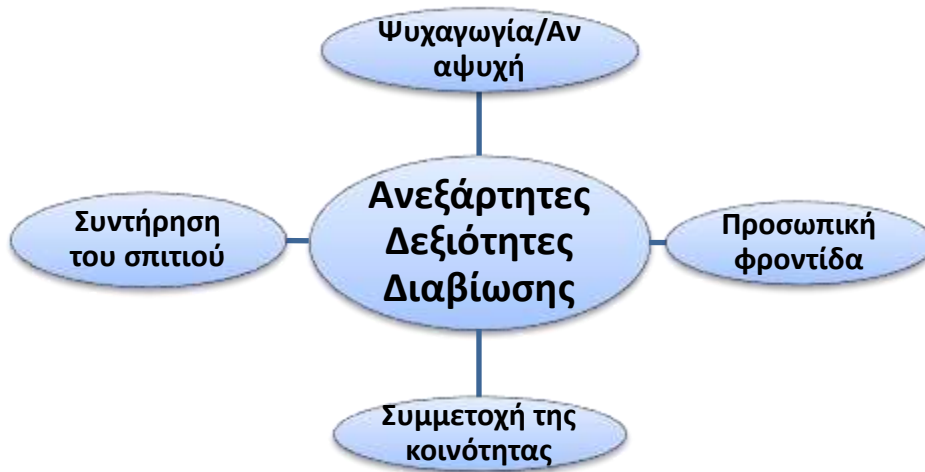 Ψυχαγωγία/Αν
αψυχή
Ανεξάρτητες
Δεξιότητες
Διαβίωσης
Συντήρηση
του σπιτιού
Προσωπική
φροντίδα
Συμμετοχή της
κοινότητας